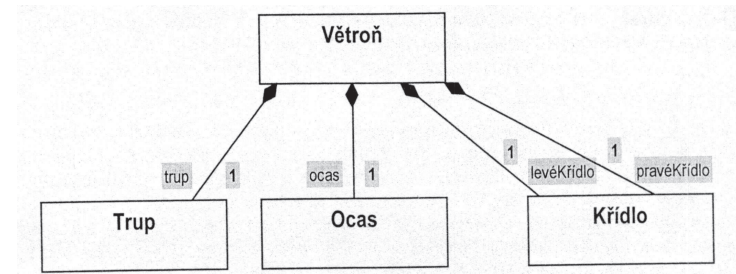 Větroň
1
1
trup
1
ocas
1
levéKřídlo
pravéKřídlo
Trup
Ocas
Křídlo